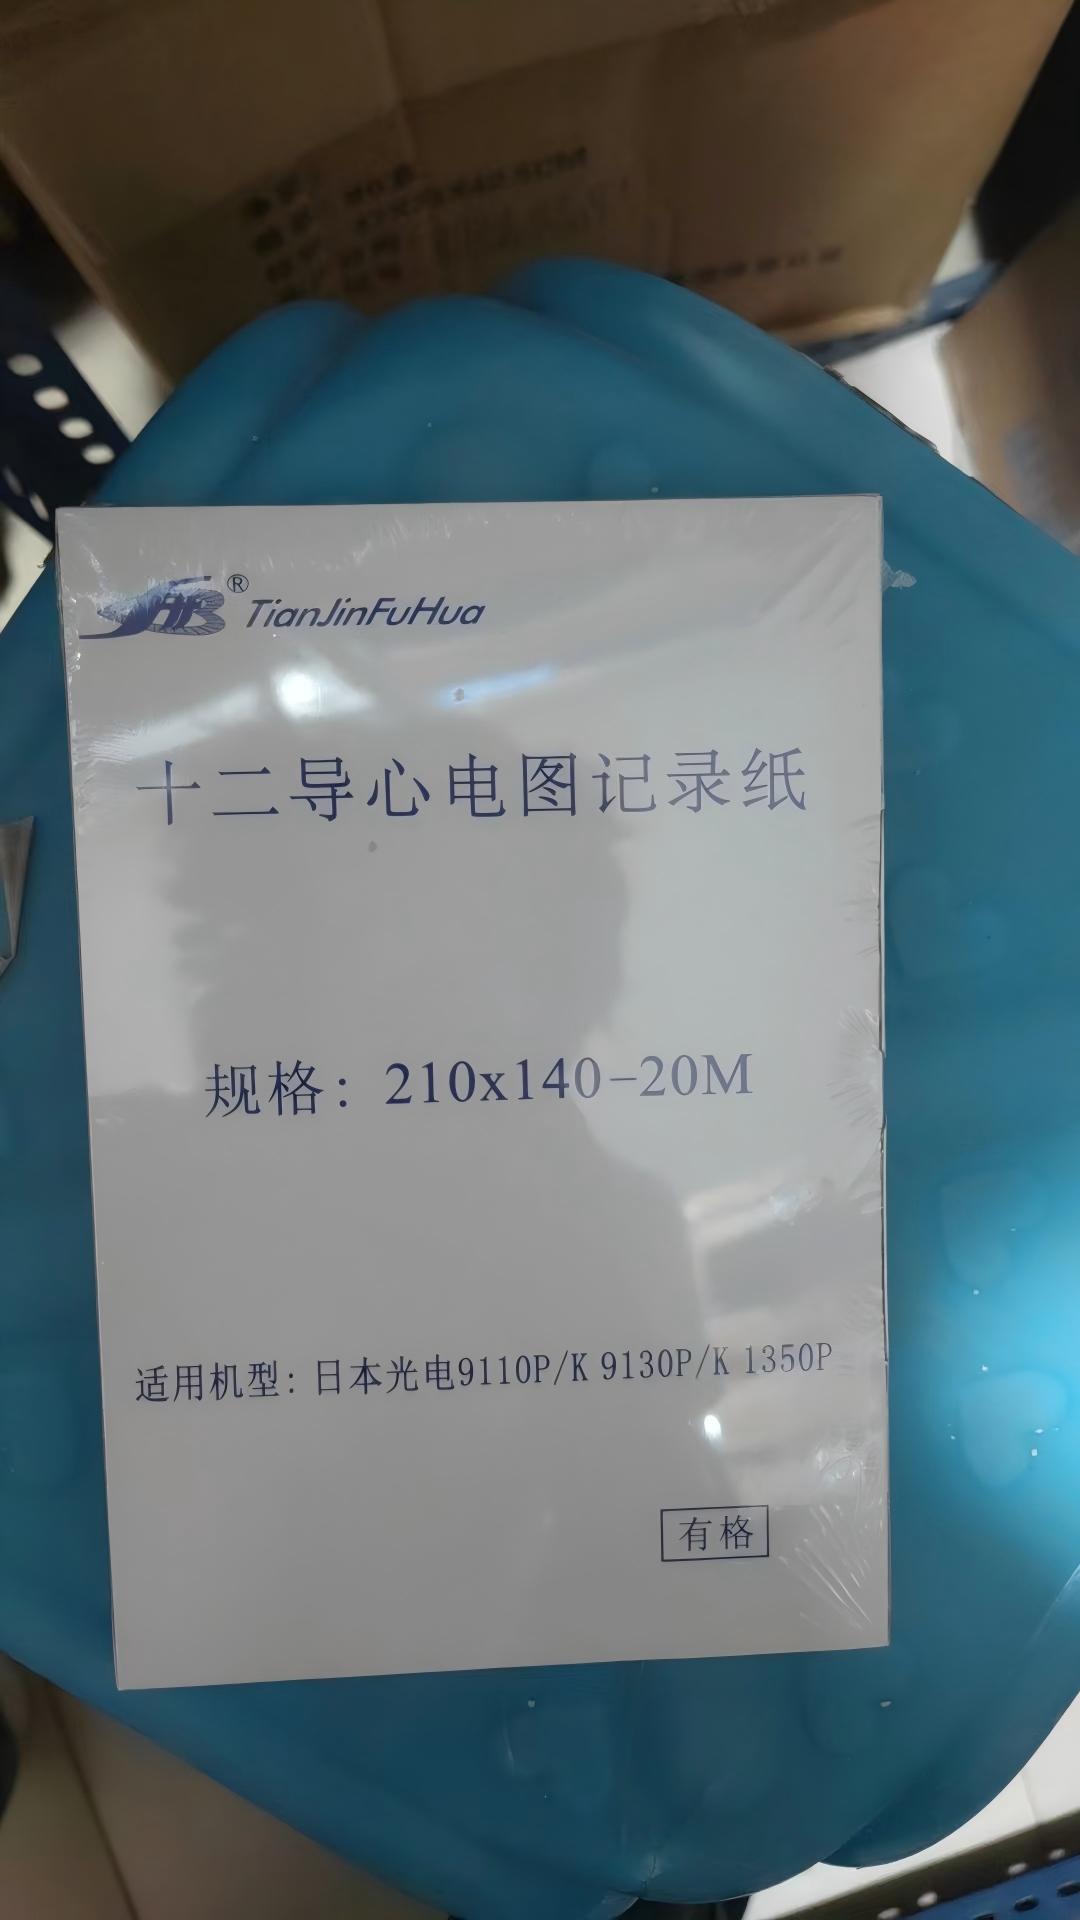 ® TianJinFuHua
十二导心电图记录纸
规格：210x140-20M
适用机型：日本光电9110P/K 9130P/K 1350P
有格